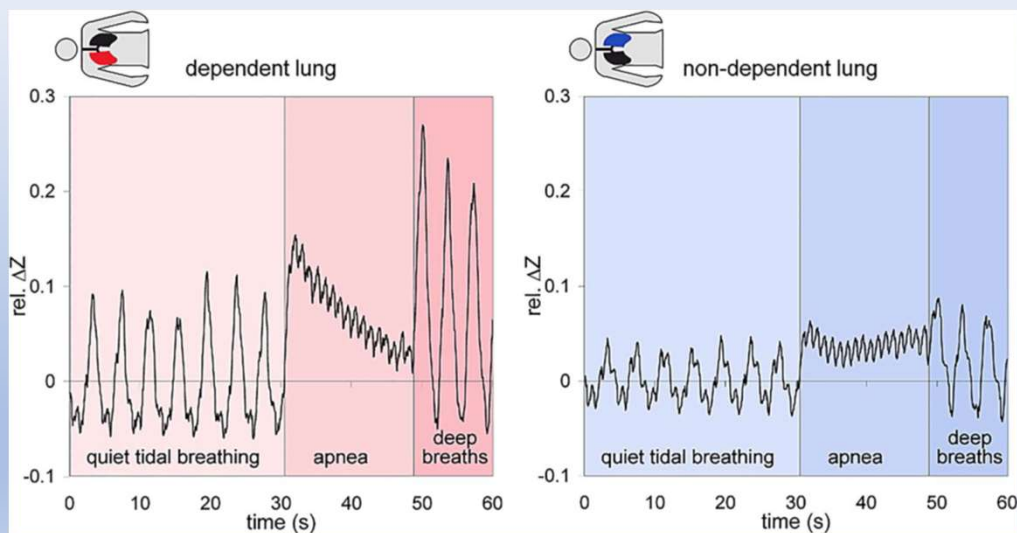 dependent lung
0.3
0.2
0.1
0
-0.1
rel. ΔZ
quiet tidal breathing
apnea
deep
breaths
0 10 20 30 40 50 60
time (s)
non-dependent lung
0.3
0.2
0.1
0
-0.1
rel. ΔZ
quiet tidal breathing
apnea
deep
breaths
0 10 20 30 40 50 60
time (s)